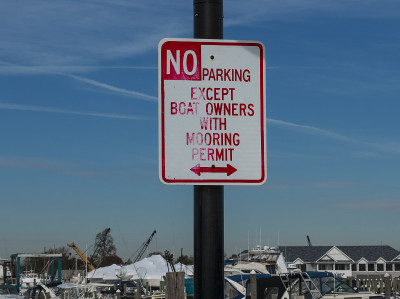 NO PARKING
EXCEPT
BOAT OWNERS
WITH
MOORING
PERMIT